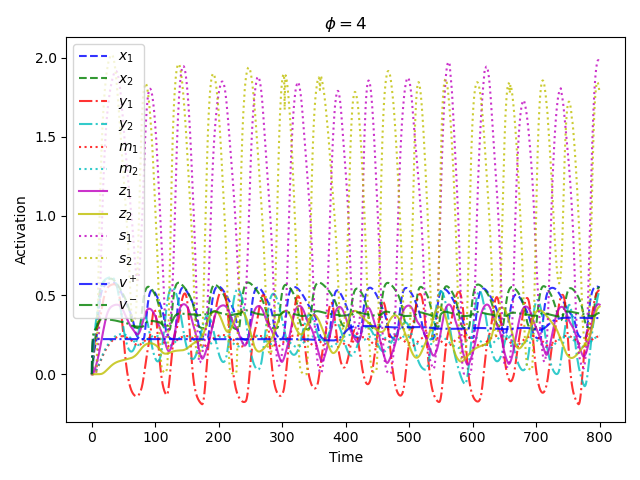 ϕ = 4
Activation
2.0
1.5
1.0
0.5
0.0
x₁
x₂
y₁
y₂
m₁
m₂
z₁
z₂
s₁
s₂
v⁺
v⁻
0 100 200 300 400 500 600 700 800
Time